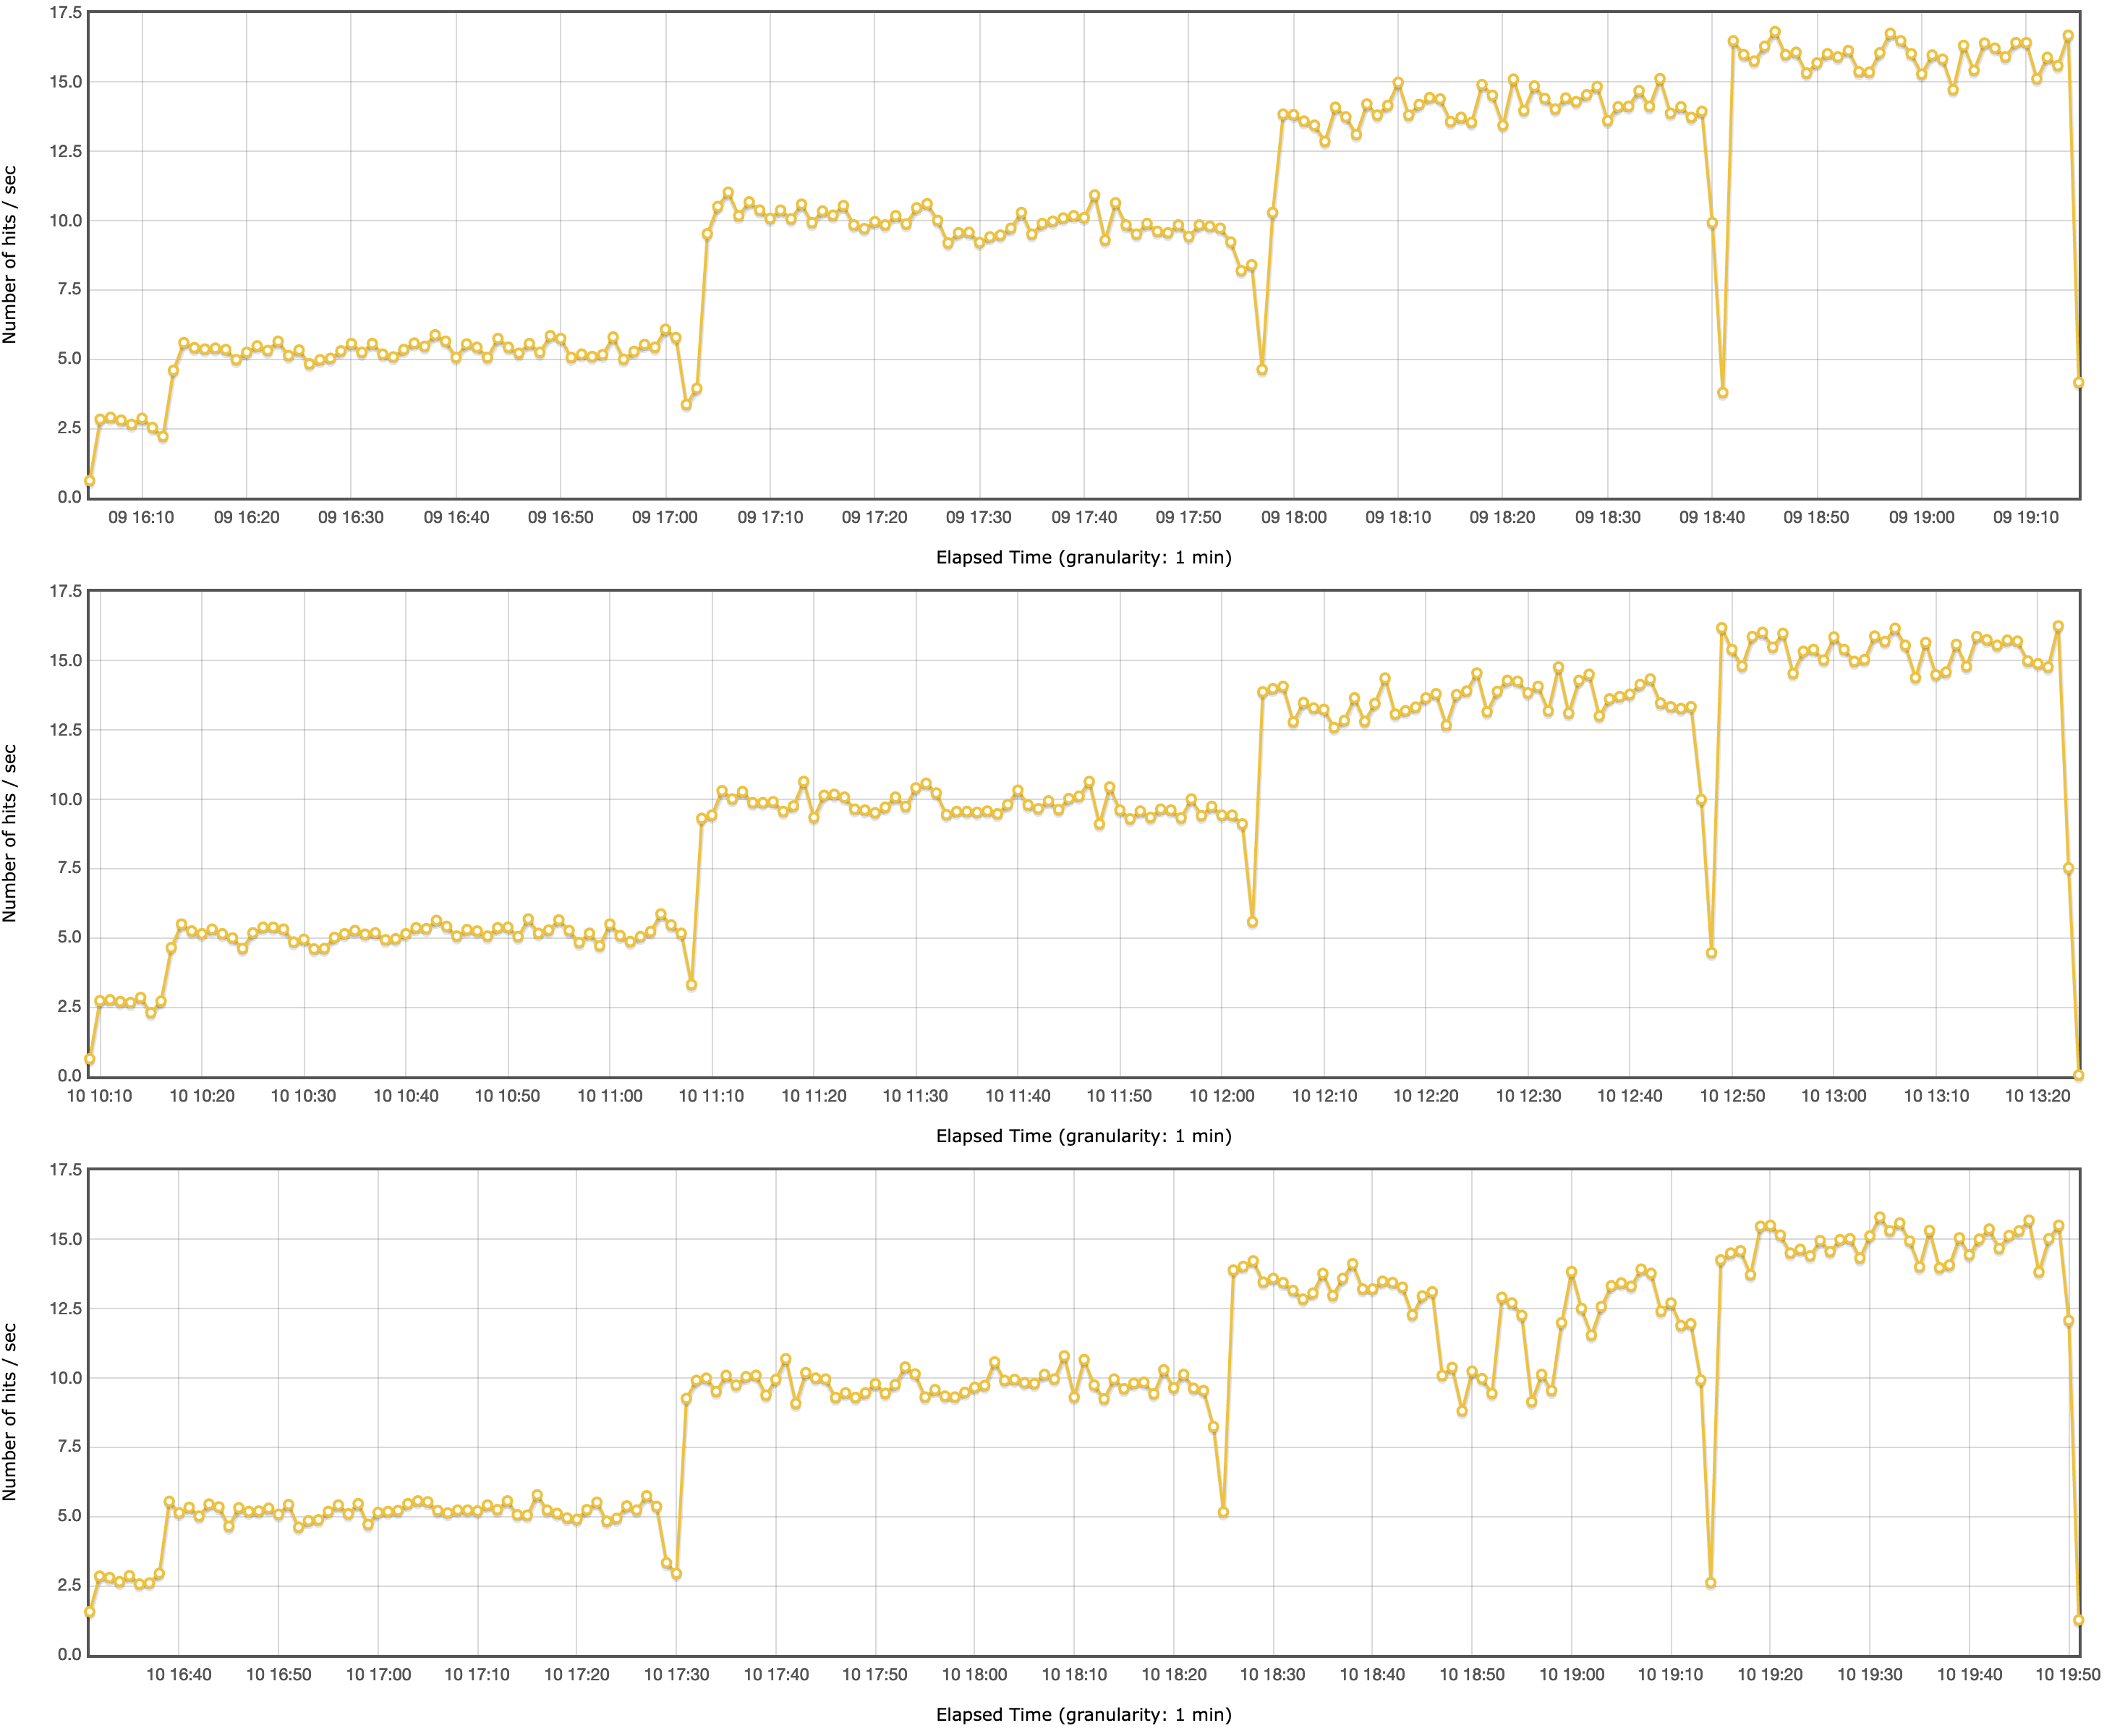 17.5
15.0
12.5
10.0
7.5
5.0
2.5
0.0
Number of hits / sec
09 16:10 09 16:20 09 16:30 09 16:40 09 16:50 09 17:00 09 17:10 09 17:20 09 17:30 09 17:40 09 17:50 09 18:00 09 18:10 09 18:20 09 18:30 09 18:40 09 18:50 09 19:00 09 19:10
Elapsed Time (granularity: 1 min)
17.5
15.0
12.5
10.0
7.5
5.0
2.5
0.0
Number of hits / sec
10 10:10 10 10:20 10 10:30 10 10:40 10 10:50 10 11:00 10 11:10 10 11:20 10 11:30 10 11:40 10 11:50 10 12:00 10 12:10 10 12:20 10 12:30 10 12:40 10 12:50 10 13:00 10 13:10 10 13:20
Elapsed Time (granularity: 1 min)
17.5
15.0
12.5
10.0
7.5
5.0
2.5
0.0
Number of hits / sec
10 16:40 10 16:50 10 17:00 10 17:10 10 17:20 10 17:30 10 17:40 10 17:50 10 18:00 10 18:10 10 18:20 10 18:30 10 18:40 10 18:50 10 19:00 10 19:10 10 19:20 10 19:30 10 19:40 10 19:50
Elapsed Time (granularity: 1 min)